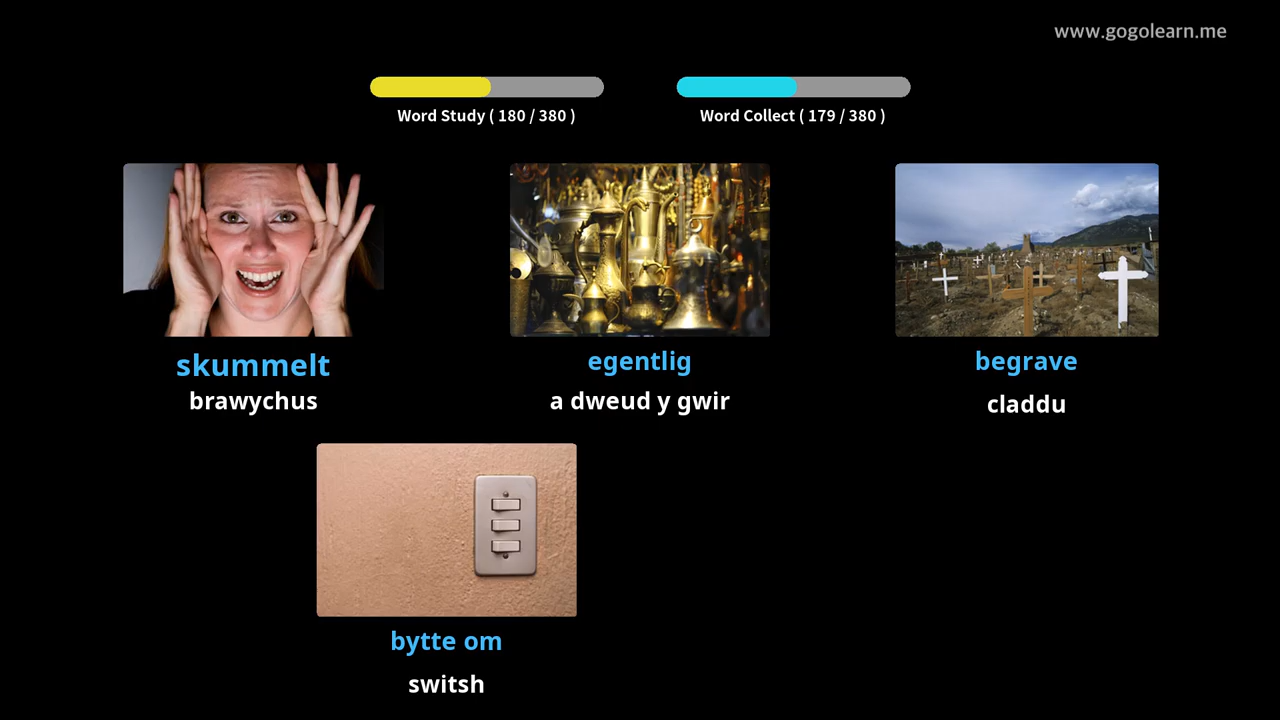 www.gogolearn.me
Word Study ( 180 / 380 )
Word Collect ( 179 / 380 )
skummelt
brawychus
egentlig
a dweud y gwir
begrave
claddu
bytte om
switsh